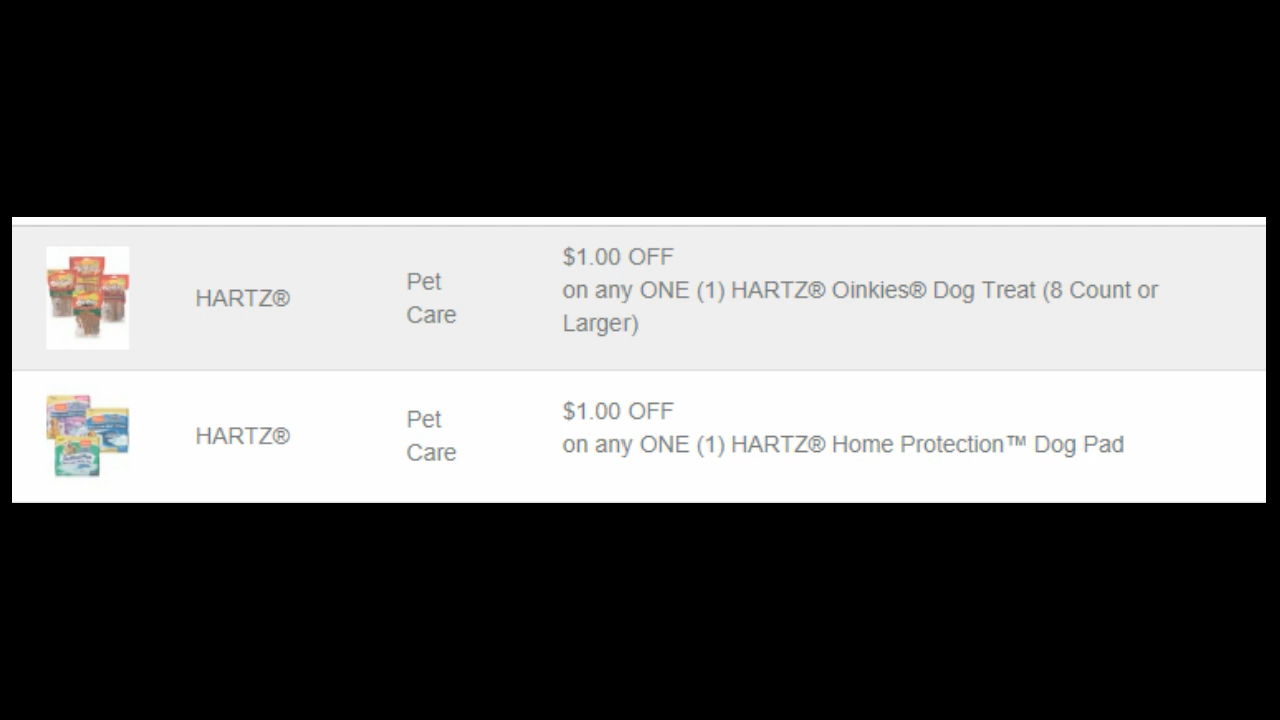 HARTZ®
Pet
Care
$1.00 OFF
on any ONE (1) HARTZ® Oinkies® Dog Treat (8 Count or
Larger)
HARTZ®
Pet
Care
$1.00 OFF
on any ONE (1) HARTZ® Home Protection™ Dog Pad